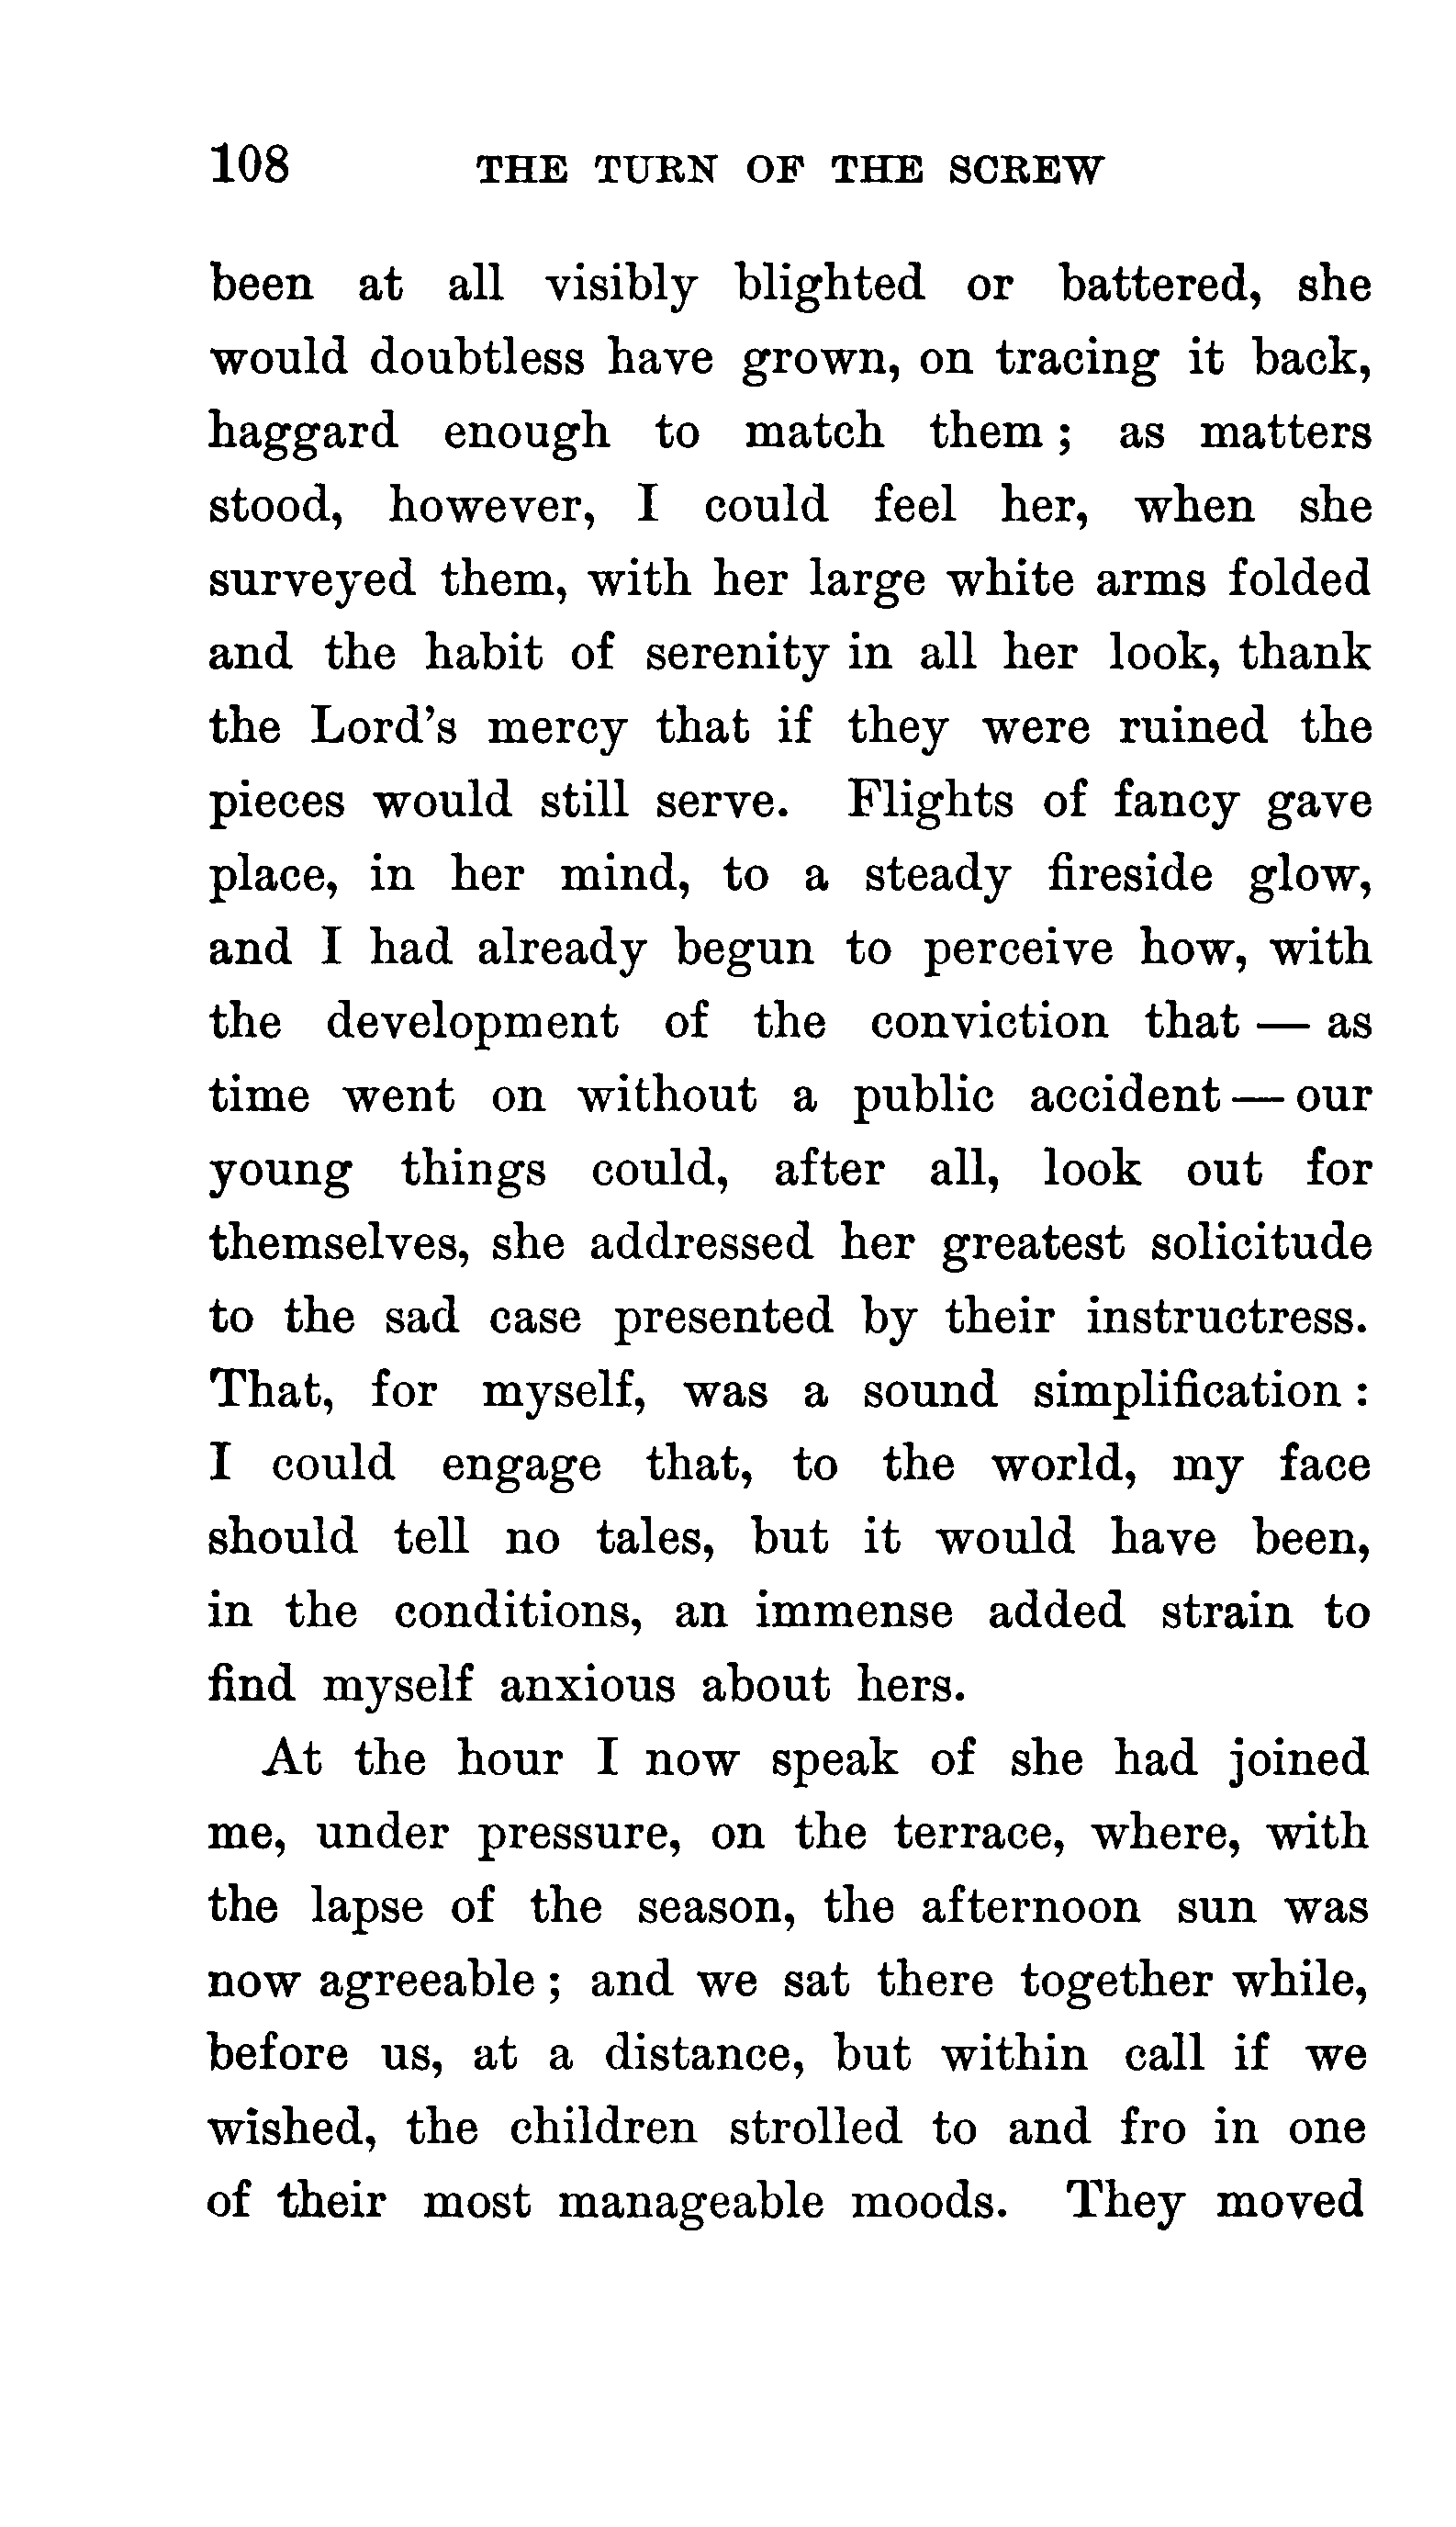 108 THE TURN OF THE SCREW
been at all visibly blighted or battered, she
would doubtless have grown, on tracing it back,
haggard enough to match them ; as matters
stood, however, I could feel her, when she
surveyed them, with her large white arms folded
and the habit of serenity in all her look, thank
the Lord's mercy that if they were ruined the
pieces would still serve. Flights of fancy gave
place, in her mind, to a steady fireside glow,
and I had already begun to perceive how, with
the development of the conviction that — as
time went on without a public accident — our
young things could, after all, look out for
themselves, she addressed her greatest solicitude
to the sad case presented by their instructress.
That, for myself, was a sound simplification :
I could engage that, to the world, my face
should tell no tales, but it would have been,
in the conditions, an immense added strain to
find myself anxious about hers.
At the hour I now speak of she had joined
me, under pressure, on the terrace, where, with
the lapse of the season, the afternoon sun was
now agreeable ; and we sat there together while,
before us, at a distance, but within call if we
wished, the children strolled to and fro in one
of their most manageable moods. They moved